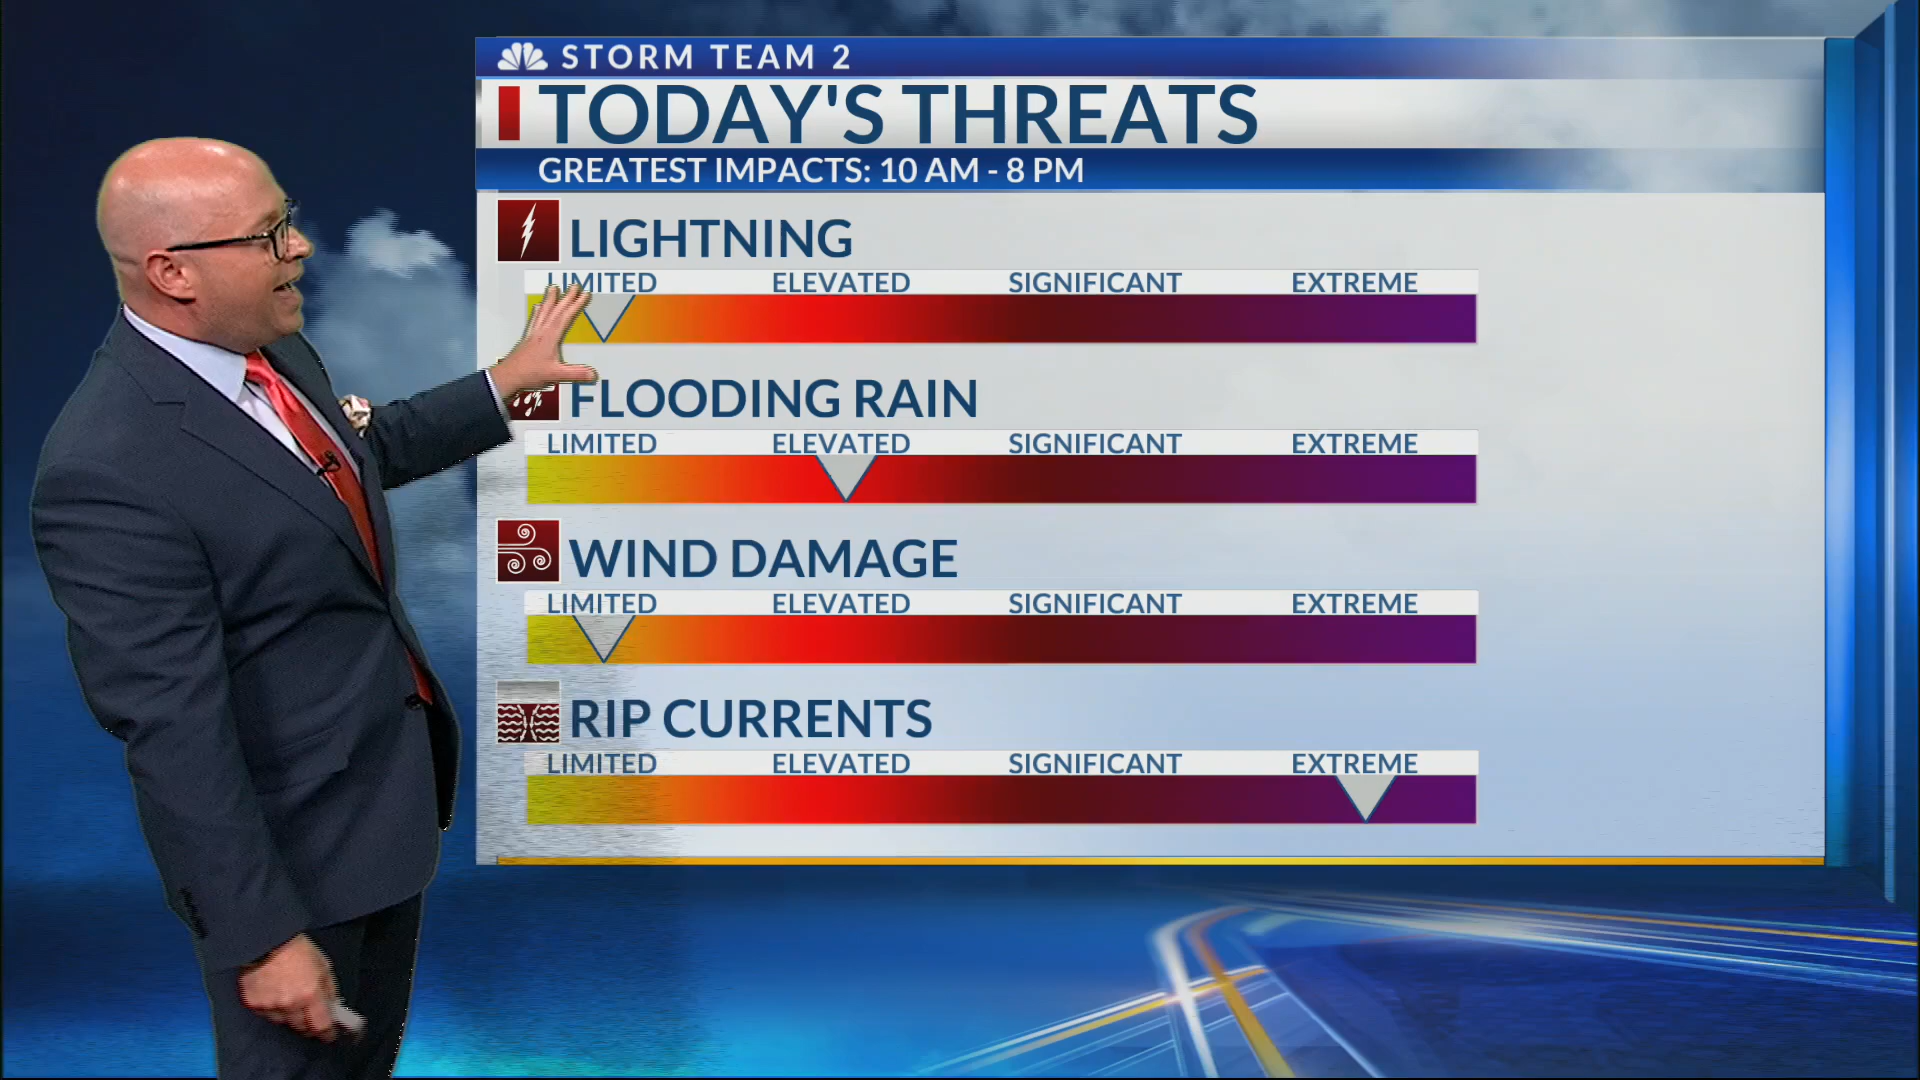 STORM TEAM 2
TODAY'S THREATS
GREATEST IMPACTS: 10 AM - 8 PM
LIGHTNING
LIMITED ELEVATED SIGNIFICANT EXTREME
FLOODING RAIN
LIMITED ELEVATED SIGNIFICANT EXTREME
WIND DAMAGE
LIMITED ELEVATED SIGNIFICANT EXTREME
RIP CURRENTS
LIMITED ELEVATED SIGNIFICANT EXTREME